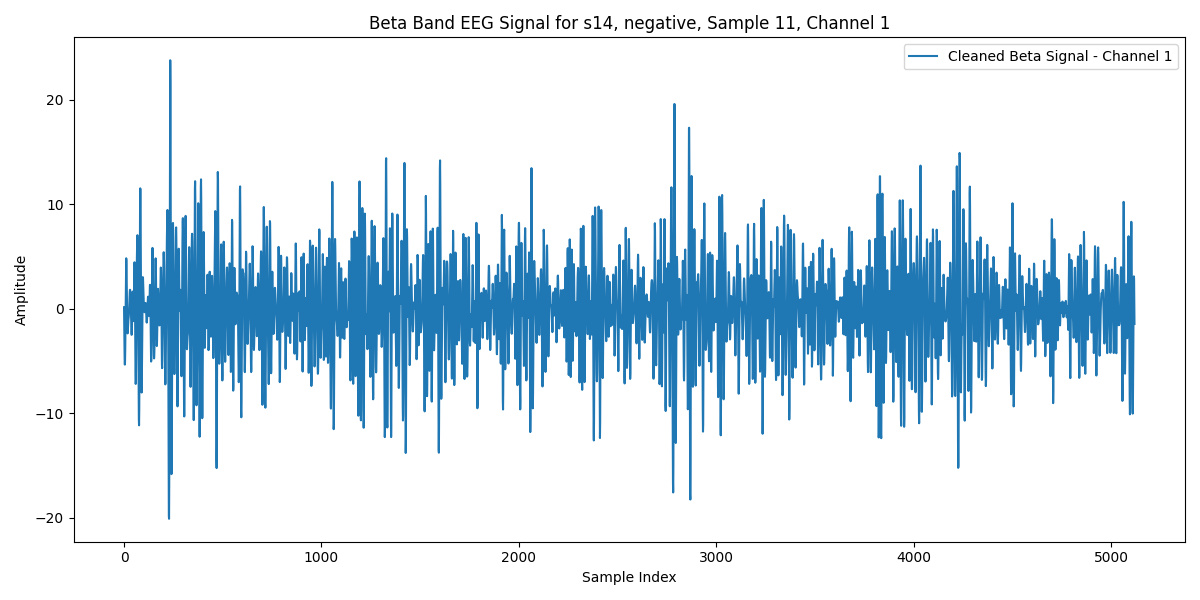 Beta Band EEG Signal for s14, negative, Sample 11, Channel 1
Cleaned Beta Signal - Channel 1
Amplitude
20
10
0
−10
−20
0 1000 2000 3000 4000 5000
Sample Index